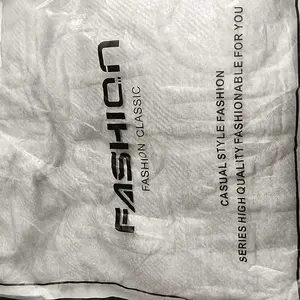 FASHION
FASHION CLASSIC
CASUAL STYLE FASHION
SERIES HIGH QUALITY FASHIONABLE FOR YOU